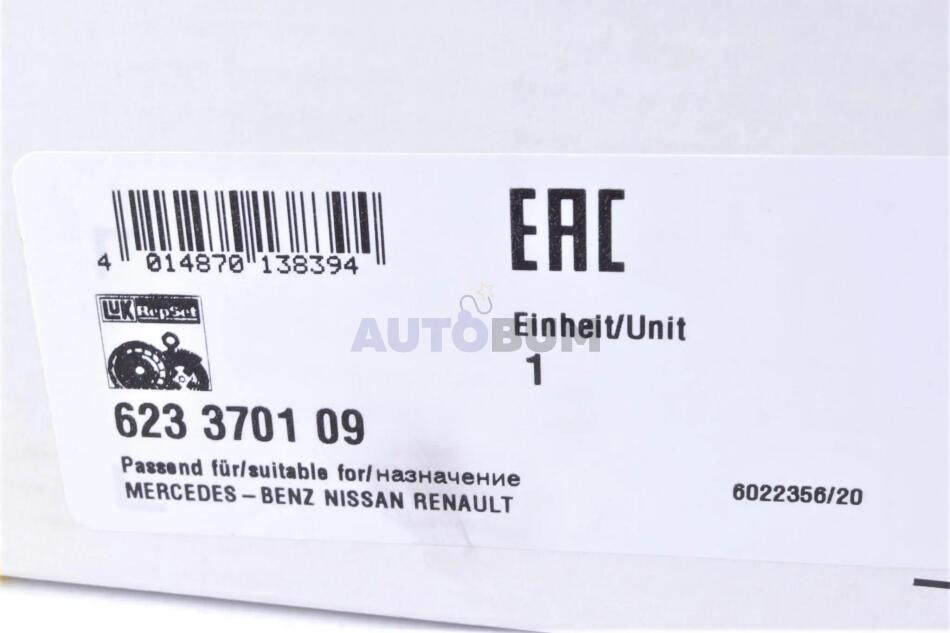 4 014870 138394
EAC
LuK RepSet
AUTOBUM
Einheit/Unit
1
623 3701 09
Passend für/suitable for/назначение
MERCEDES-BENZ NISSAN RENAULT
6022356/20